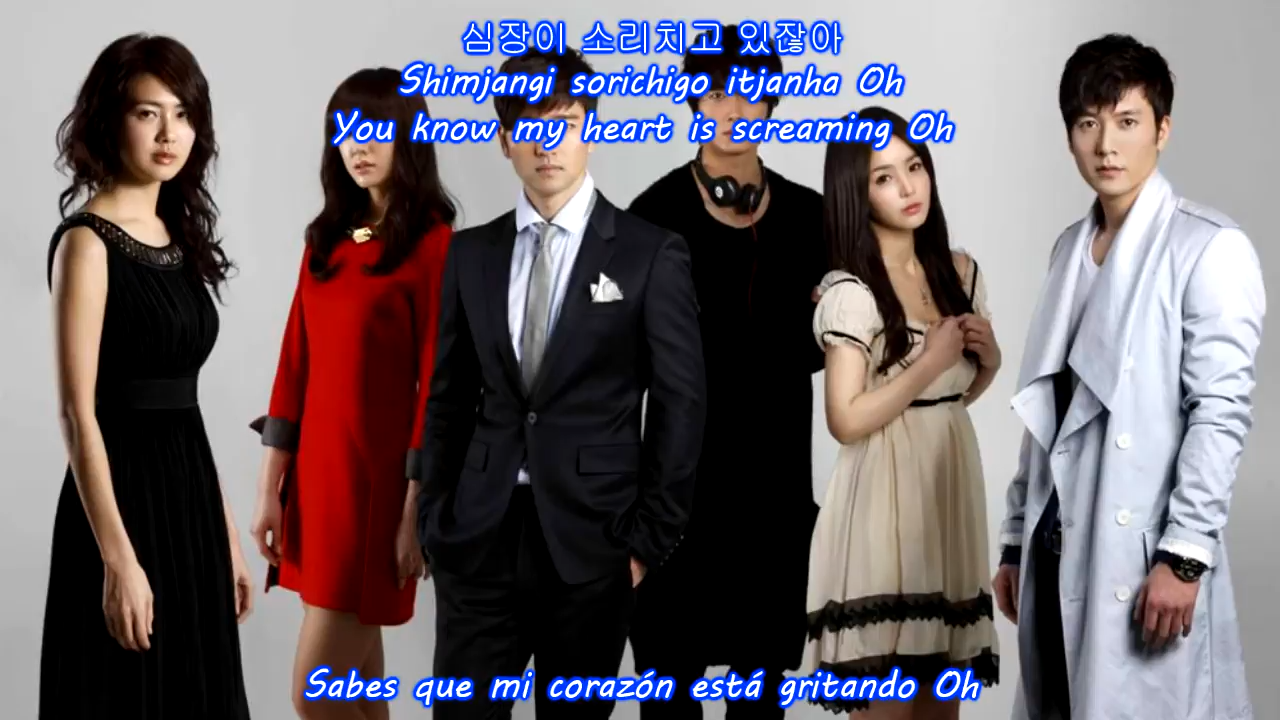 심장이 소리치고 있잖아
Shimjangi sorichigo itjanha Oh
You know my heart is screaming Oh
Sabes que mi corazón está gritando Oh